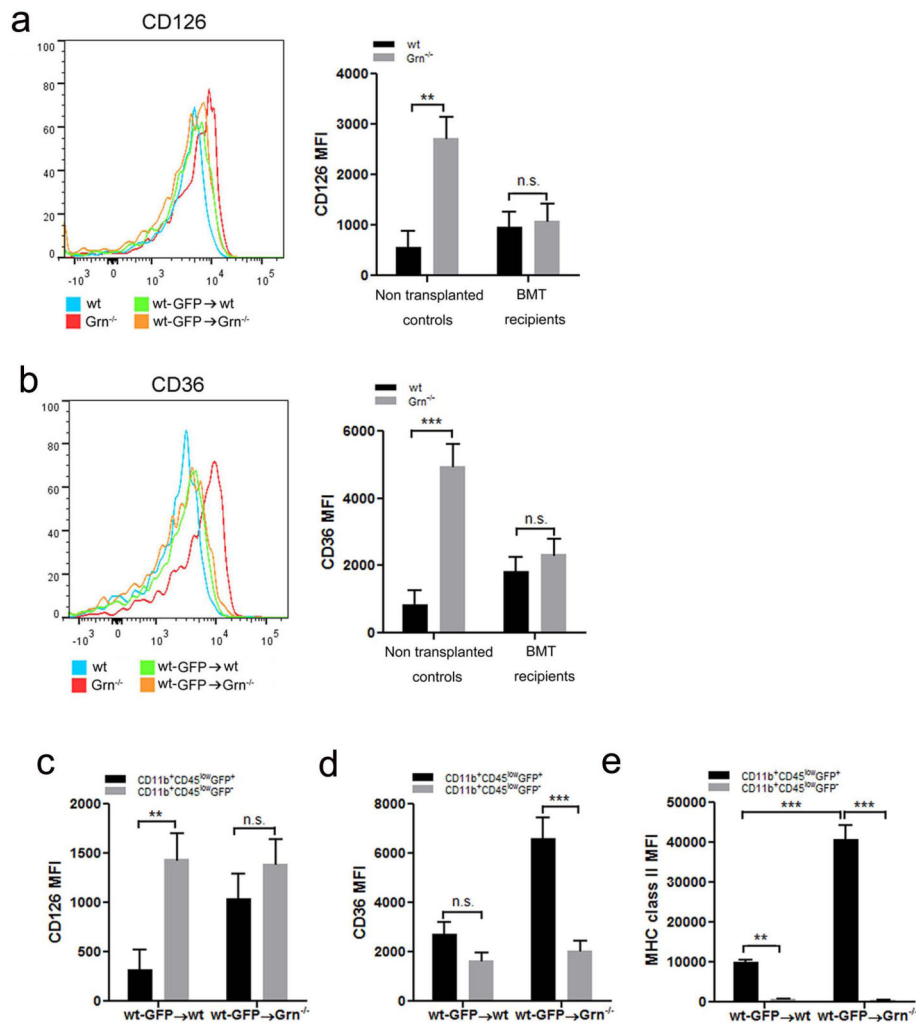 a
CD126
100
80
60
40
20
0
-10³ 0 10³ 10⁴ 10⁵
wt wt-GFP→wt
Grn⁻/⁻ wt-GFP→Grn⁻/⁻
wt
Grn⁻/⁻
CD126 MFI
4000
3000
2000
1000
0
**
n.s.
Non transplanted BMT
controls recipients
b
CD36
100
80
60
40
20
0
-10³ 0 10³ 10⁴ 10⁵
wt wt-GFP→wt
Grn⁻/⁻ wt-GFP→Grn⁻/⁻
wt
Grn⁻/⁻
CD36 MFI
6000
4000
2000
0
***
n.s.
Non transplanted BMT
controls recipients
c
CD11b⁺CD45ˡᵒʷGFP⁺
CD11b⁺CD45ˡᵒʷGFP⁻
CD126 MFI
2000
1500
1000
500
0
**
n.s.
wt-GFP→wt wt-GFP→Grn⁻/⁻
d
CD11b⁺CD45ˡᵒʷGFP⁺
CD11b⁺CD45ˡᵒʷGFP⁻
CD36 MFI
8000
6000
4000
2000
0
n.s.
***
wt-GFP→wt wt-GFP→Grn⁻/⁻
e
CD11b⁺CD45ˡᵒʷGFP⁺
CD11b⁺CD45ˡᵒʷGFP⁻
MHC class II MFI
50000
40000
30000
20000
10000
0
*** ***
**
wt-GFP→wt wt-GFP→Grn⁻/⁻